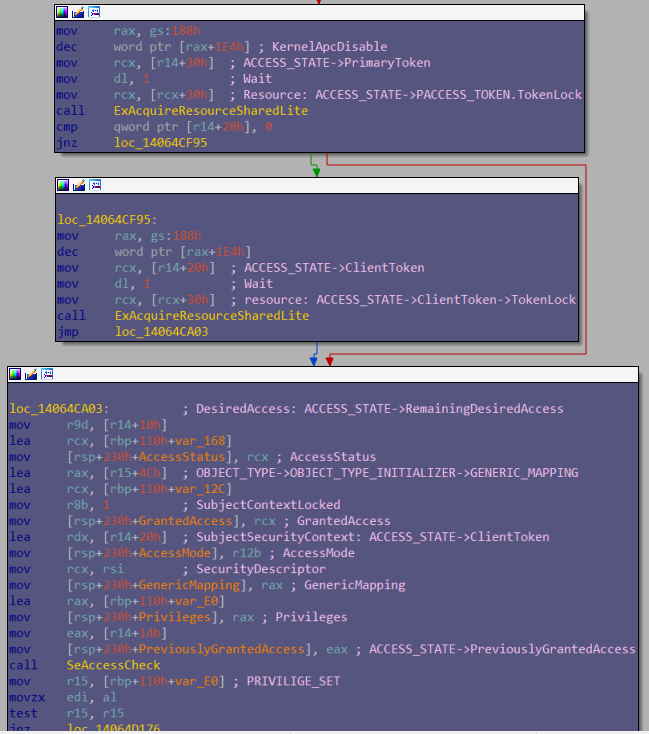 mov rax, gs:188h
dec word ptr [rax+1E4h] ; KernelApcDisable
mov rcx, [r14+30h] ; ACCESS_STATE->PrimaryToken
mov dl, 1 ; Wait
mov rcx, [rcx+30h] ; Resource: ACCESS_STATE->PACCESS_TOKEN.TokenLock
call ExAcquireResourceSharedLite
cmp qword ptr [r14+20h], 0
jnz loc_14064CF95
loc_14064CF95:
mov rax, gs:188h
dec word ptr [rax+1E4h]
mov rcx, [r14+20h] ; ACCESS_STATE->ClientToken
mov dl, 1 ; Wait
mov rcx, [rcx+30h] ; resource: ACCESS_STATE->ClientToken->TokenLock
call ExAcquireResourceSharedLite
jmp loc_14064CA03
loc_14064CA03: ; DesiredAccess: ACCESS_STATE->RemainingDesiredAccess
mov r9d, [r14+10h]
lea rcx, [rbp+110h+var_168]
mov [rsp+230h+AccessStatus], rcx ; AccessStatus
lea rax, [r15+4Ch] ; OBJECT_TYPE->OBJECT_TYPE_INITIALIZER->GENERIC_MAPPING
lea rcx, [rbp+110h+var_12C]
mov r8b, 1 ; SubjectContextLocked
mov [rsp+230h+GrantedAccess], rcx ; GrantedAccess
lea rdx, [r14+20h] ; SubjectSecurityContext: ACCESS_STATE->ClientToken
mov [rsp+230h+AccessMode], r12b ; AccessMode
mov rcx, rsi ; SecurityDescriptor
mov [rsp+230h+GenericMapping], rax ; GenericMapping
lea rax, [rbp+110h+var_E0]
mov [rsp+230h+Privileges], rax ; Privileges
mov eax, [r14+14h]
mov [rsp+230h+PreviouslyGrantedAccess], eax ; ACCESS_STATE->PreviouslyGrantedAccess
call SeAccessCheck
mov r15, [rbp+110h+var_E0] ; PRIVILIGE_SET
movzx edi, al
test r15, r15
jnz loc_14064D176